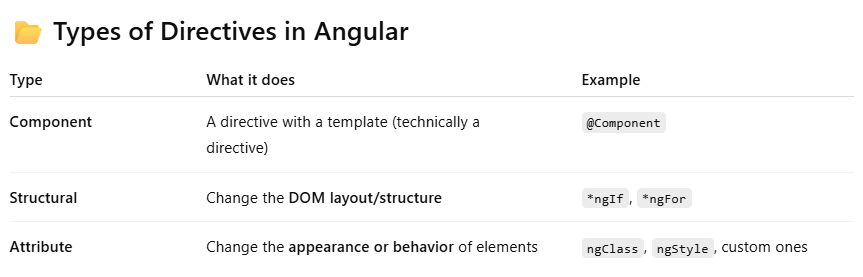 Types of Directives in Angular
Type What it does Example
Component A directive with a template (technically a directive) @Component
Structural Change the DOM layout/structure *ngIf, *ngFor
Attribute Change the appearance or behavior of elements ngClass, ngStyle, custom ones